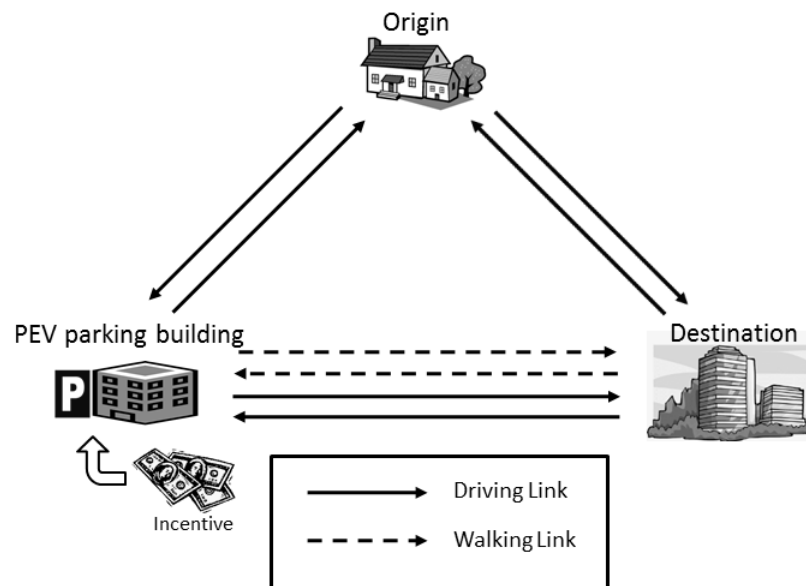 Origin
PEV parking building
Destination
P
Incentive
Driving Link
Walking Link